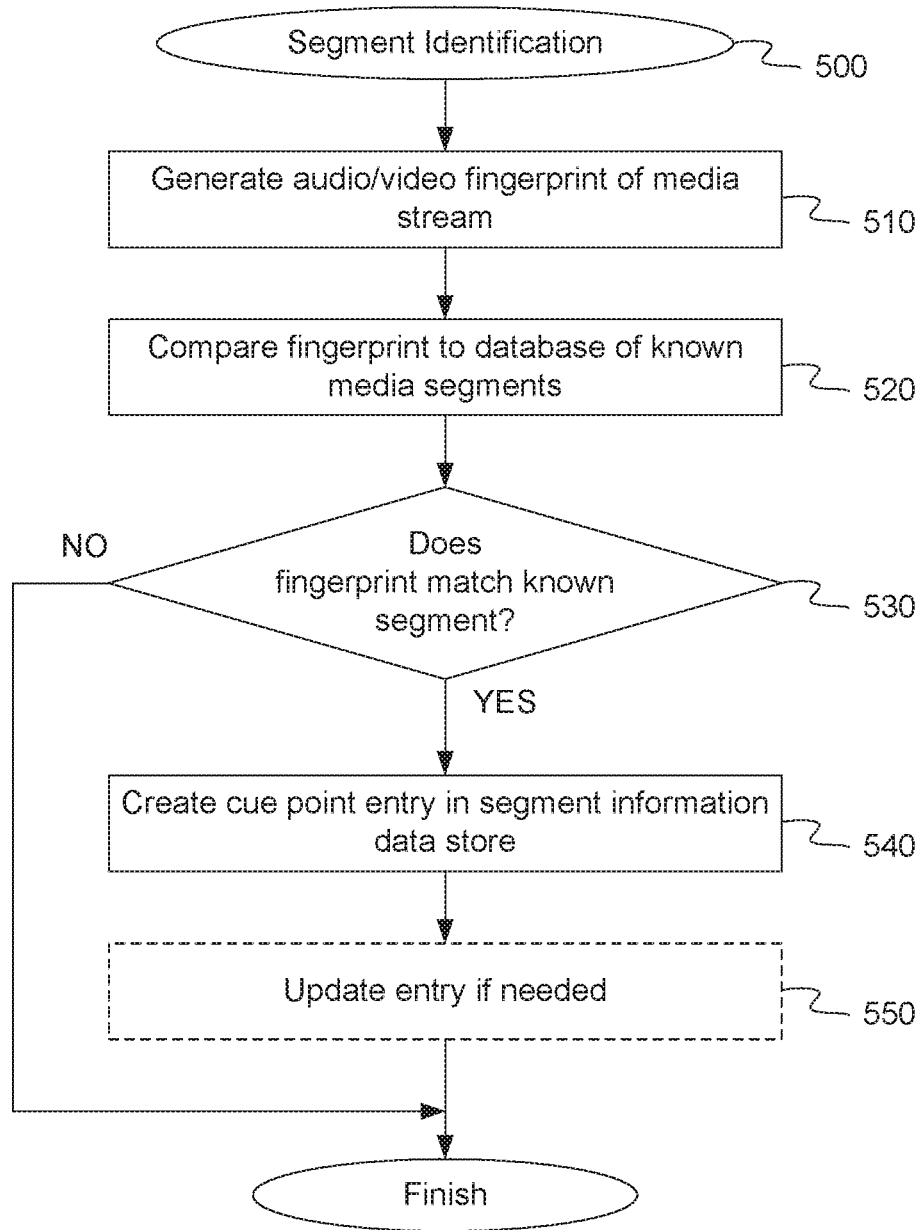 Segment Identification
500
Generate audio/video fingerprint of media
stream
510
Compare fingerprint to database of known
media segments
520
NO
Does
fingerprint match known
segment?
530
YES
Create cue point entry in segment information
data store
540
Update entry if needed
550
Finish